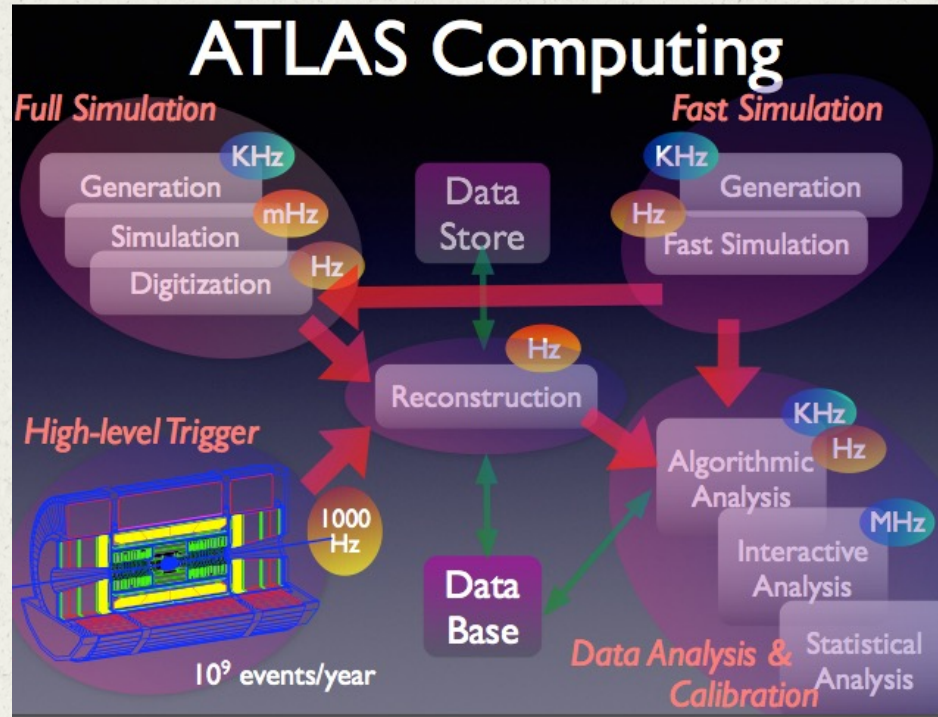 ATLAS Computing
Full Simulation
KHz
Generation
mHz
Simulation
Hz
Digitization
Data
Store
Fast Simulation
KHz
Generation
Hz
Fast Simulation
Hz
Reconstruction
High-level Trigger
1000
Hz
10⁹ events/year
Data
Base
KHz
Hz
Algorithmic
Analysis
MHz
Interactive
Analysis
Statistical
Analysis
Data Analysis &
Calibration